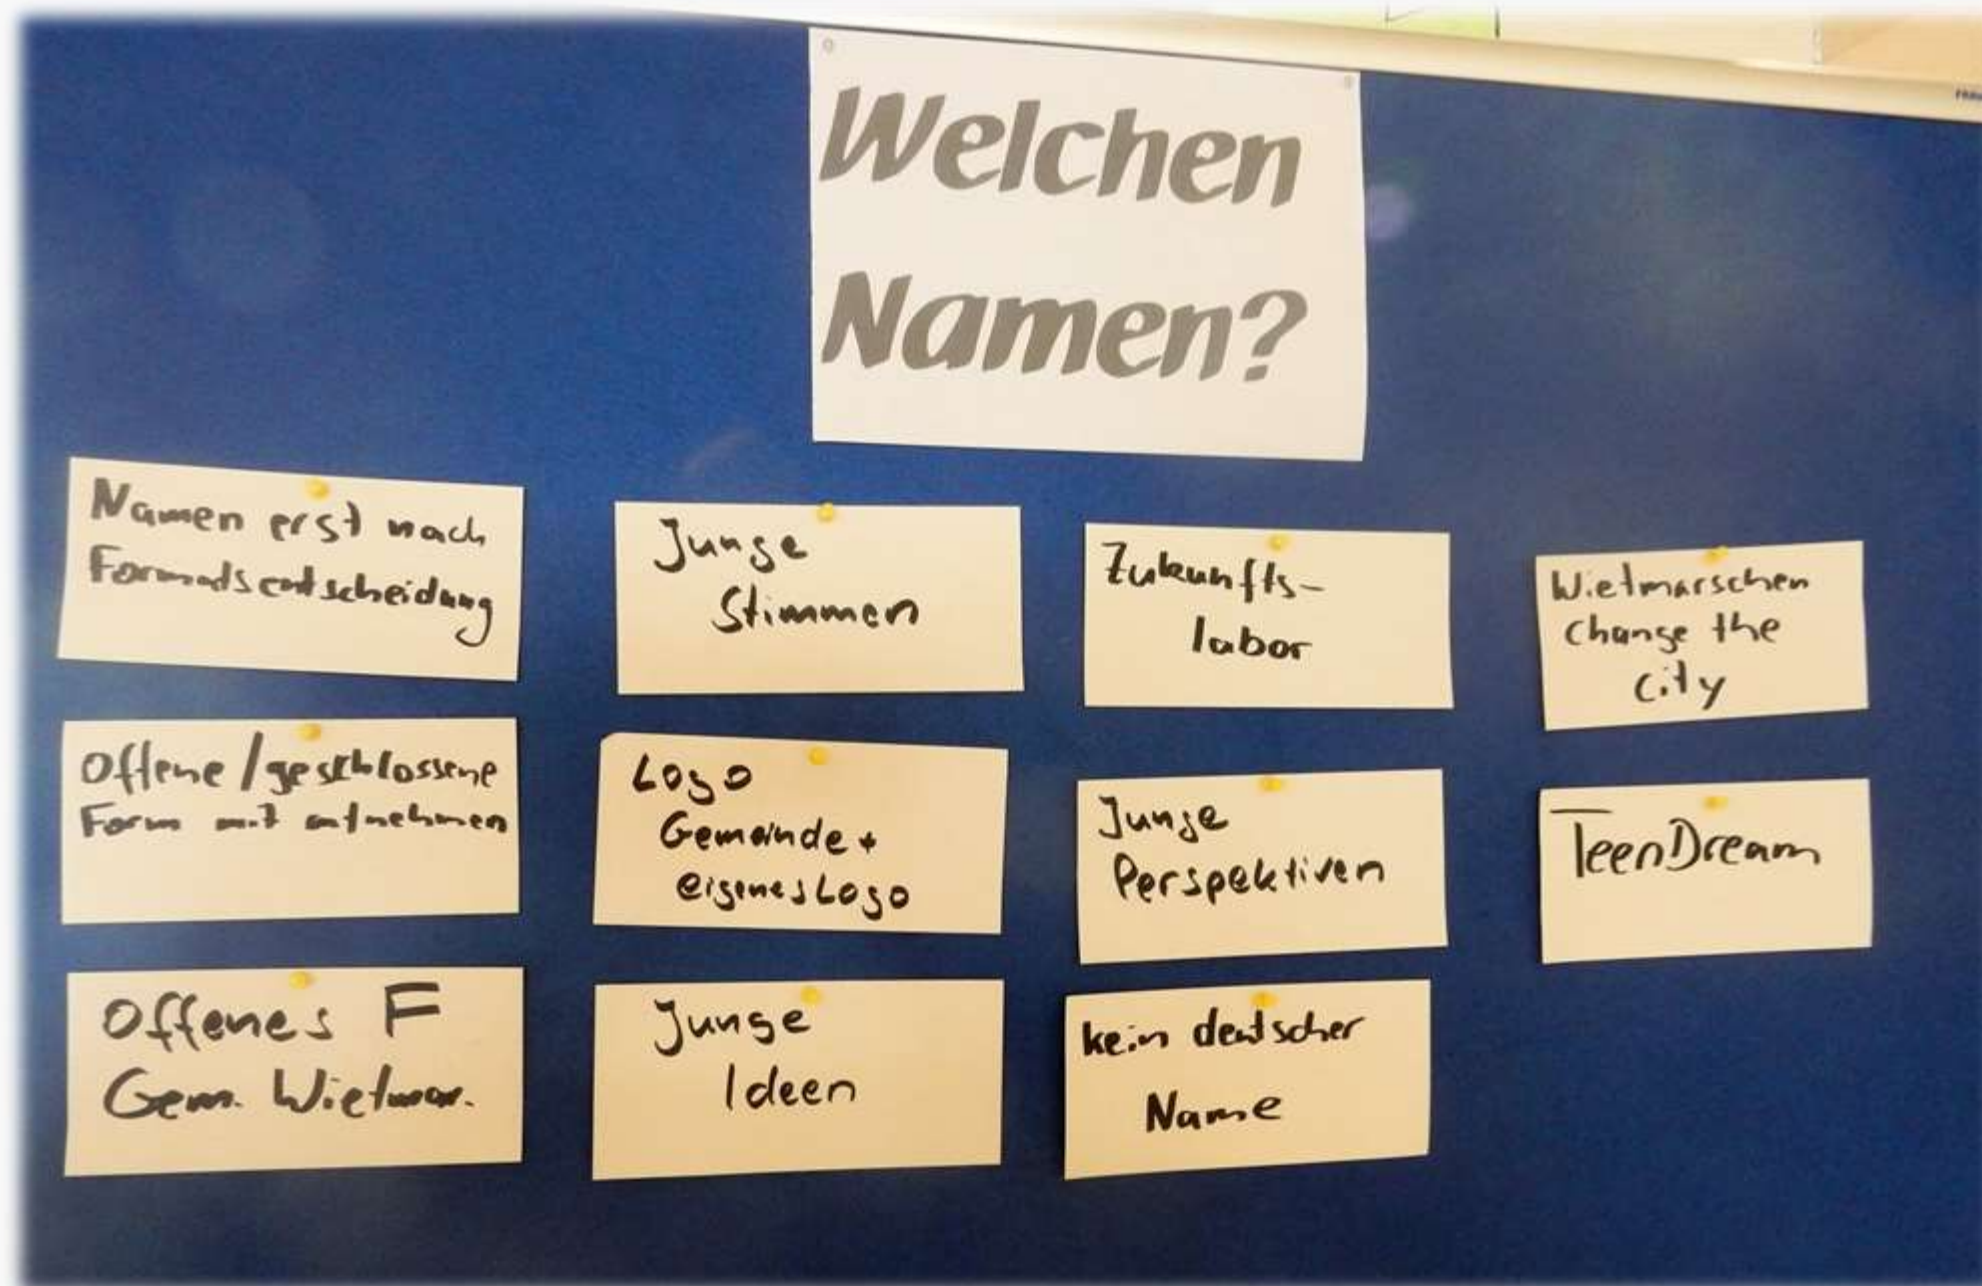 Welchen
Namen?
Namen erst nach
Formatsentscheidung
Junge
Stimmen
Zukunfts-
labor
Wietmarschen
change the
city
Offene/geschlossene
Form mit aufnehmen
Logo
Gemeinde +
eigenes Logo
Junge
Perspektiven
TeenDream
Offenes F
Gem. Wietmar.
Junge
Ideen
kein deutscher
Name